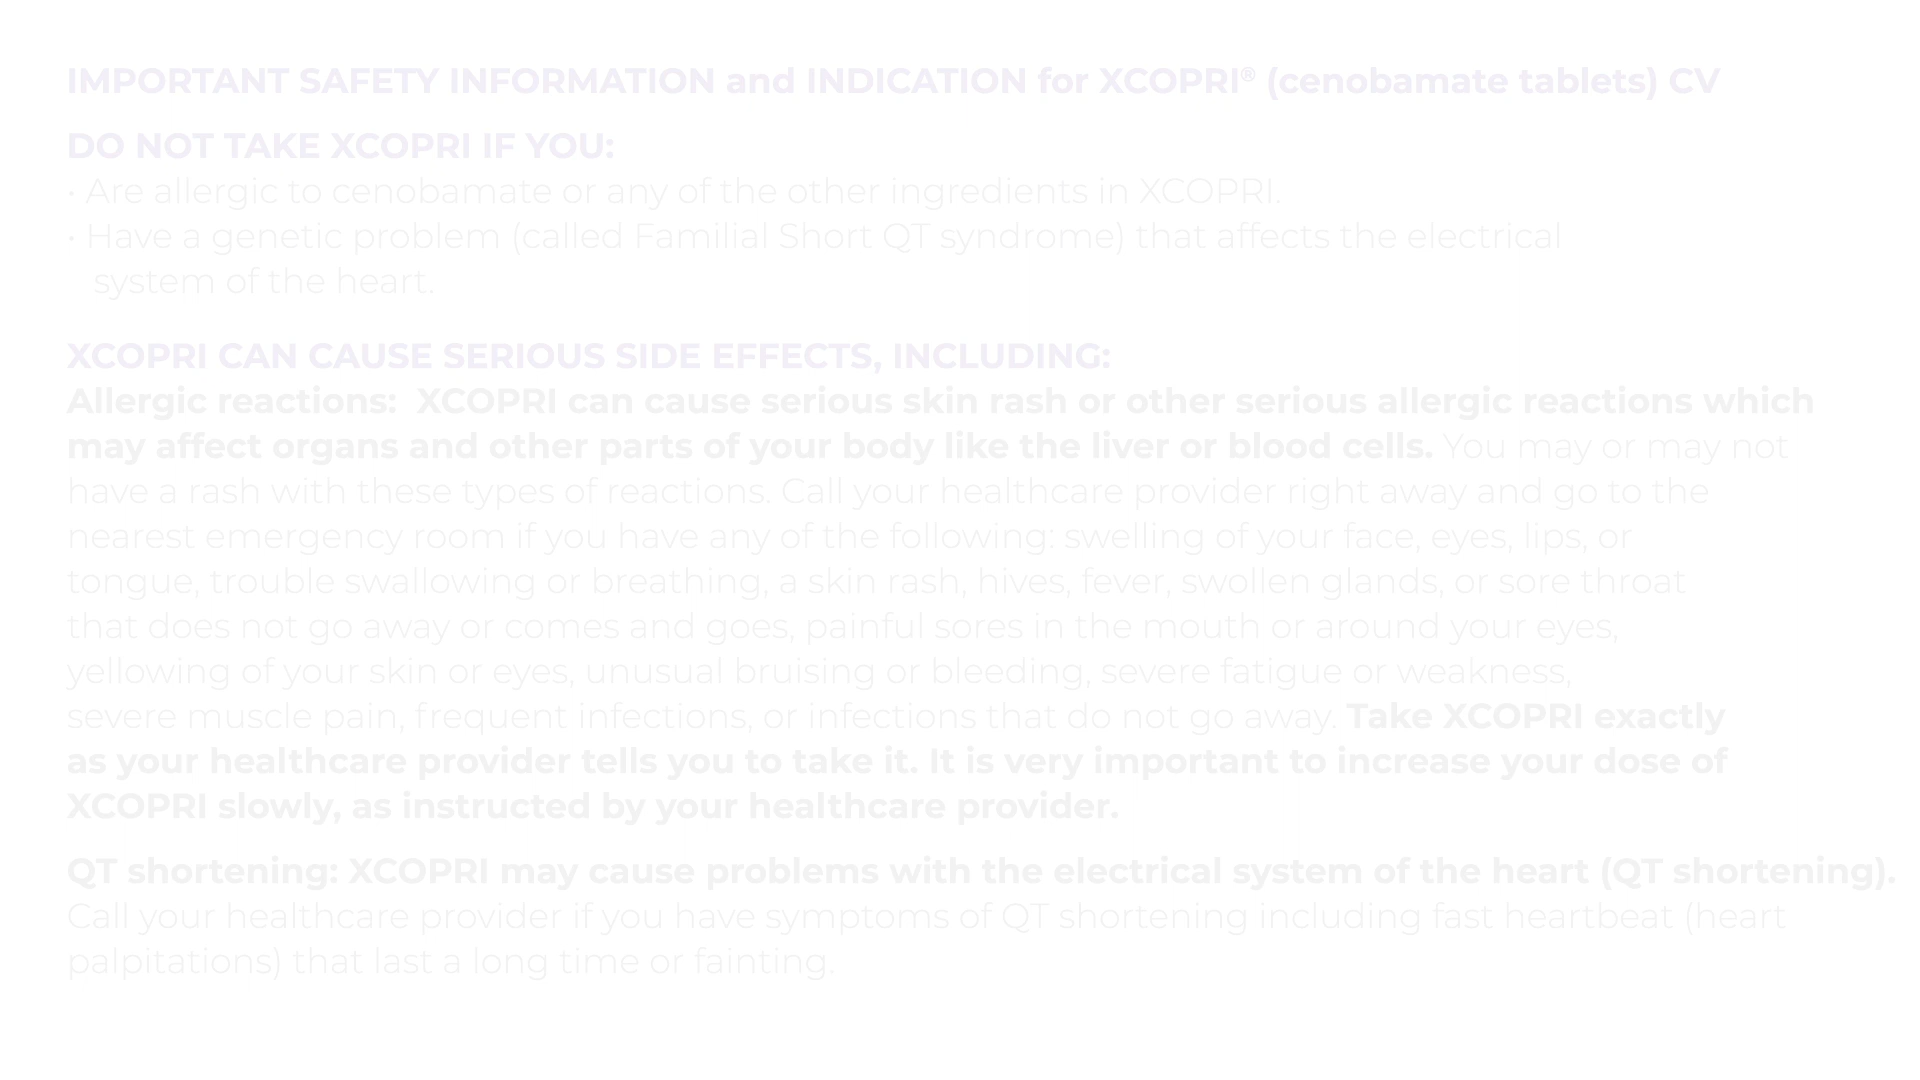 IMPORTANT SAFETY INFORMATION and INDICATION for XCOPRI® (cenobamate tablets) CV
DO NOT TAKE XCOPRI IF YOU:
• Are allergic to cenobamate or any of the other ingredients in XCOPRI.
• Have a genetic problem (called Familial Short QT syndrome) that affects the electrical
system of the heart.
XCOPRI CAN CAUSE SERIOUS SIDE EFFECTS, INCLUDING:
Allergic reactions:  XCOPRI can cause serious skin rash or other serious allergic reactions which
may affect organs and other parts of your body like the liver or blood cells. You may or may not
have a rash with these types of reactions. Call your healthcare provider right away and go to the
nearest emergency room if you have any of the following: swelling of your face, eyes, lips, or
tongue, trouble swallowing or breathing, a skin rash, hives, fever, swollen glands, or sore throat
that does not go away or comes and goes, painful sores in the mouth or around your eyes,
yellowing of your skin or eyes, unusual bruising or bleeding, severe fatigue or weakness,
severe muscle pain, frequent infections, or infections that do not go away. Take XCOPRI exactly
as your healthcare provider tells you to take it. It is very important to increase your dose of
XCOPRI slowly, as instructed by your healthcare provider.
QT shortening: XCOPRI may cause problems with the electrical system of the heart (QT shortening).
Call your healthcare provider if you have symptoms of QT shortening including fast heartbeat (heart
palpitations) that last a long time or fainting.